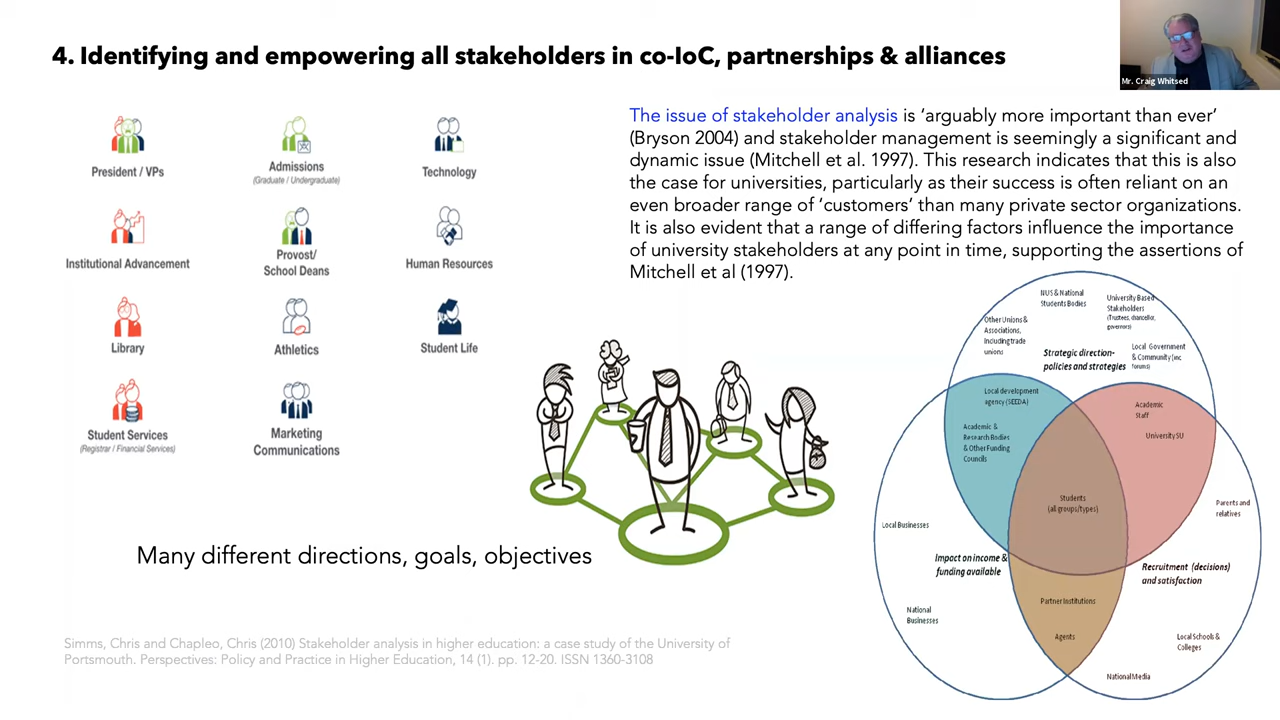 4. Identifying and empowering all stakeholders in co-IoC, partnerships & alliances
Mr. Craig Whitsed
President / VPs
Admissions
(Graduate / Undergraduate)
Technology
Institutional Advancement
Provost/
School Deans
Human Resources
Library
Athletics
Student Life
Student Services
(Registrar / Financial Services)
Marketing
Communications
Many different directions, goals, objectives
The issue of stakeholder analysis is ‘arguably more important than ever’
(Bryson 2004) and stakeholder management is seemingly a significant and
dynamic issue (Mitchell et al. 1997). This research indicates that this is also
the case for universities, particularly as their success is often reliant on an
even broader range of ‘customers’ than many private sector organizations.
It is also evident that a range of differing factors influence the importance
of university stakeholders at any point in time, supporting the assertions of
Mitchell et al (1997).
NUS & National
Students Bodies
University Based
Stakeholders
(Trustees, chancellor,
governors)
Other Unions &
Associations,
Including trade
unions
Strategic direction-
policies and strategies
Local Government
& Community (inc
forums)
Local development
agency (SEEDA)
Academic
Staff
Academic &
Research Bodies
& Other Funding
Councils
University SU
Students
(all groups/types)
Parents and
relatives
Local Businesses
Impact on income &
funding available
Recruitment (decisions)
and satisfaction
Partner Institutions
National
Businesses
Agents
Local Schools &
Colleges
National Media
Simms, Chris and Chapleo, Chris (2010) Stakeholder analysis in higher education: a case study of the University of
Portsmouth. Perspectives: Policy and Practice in Higher Education, 14 (1). pp. 12-20. ISSN 1360-3108